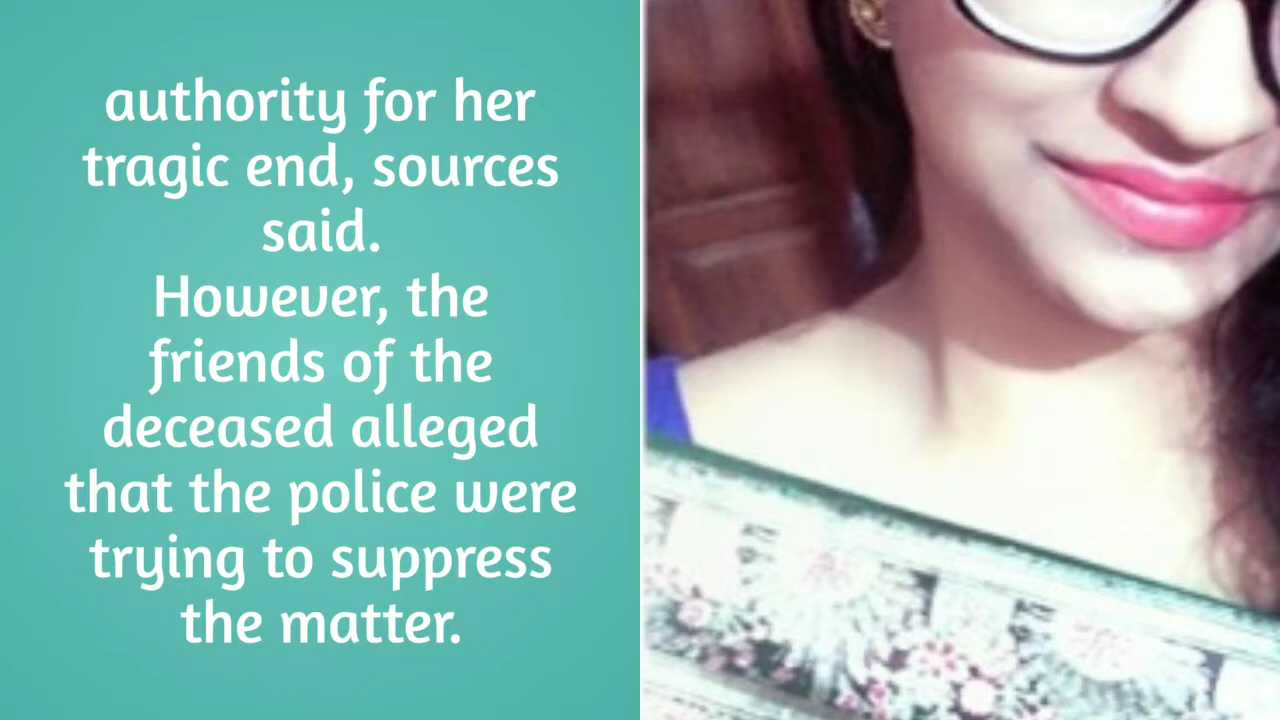 authority for her
tragic end, sources
said.
However, the
friends of the
deceased alleged
that the police were
trying to suppress
the matter.